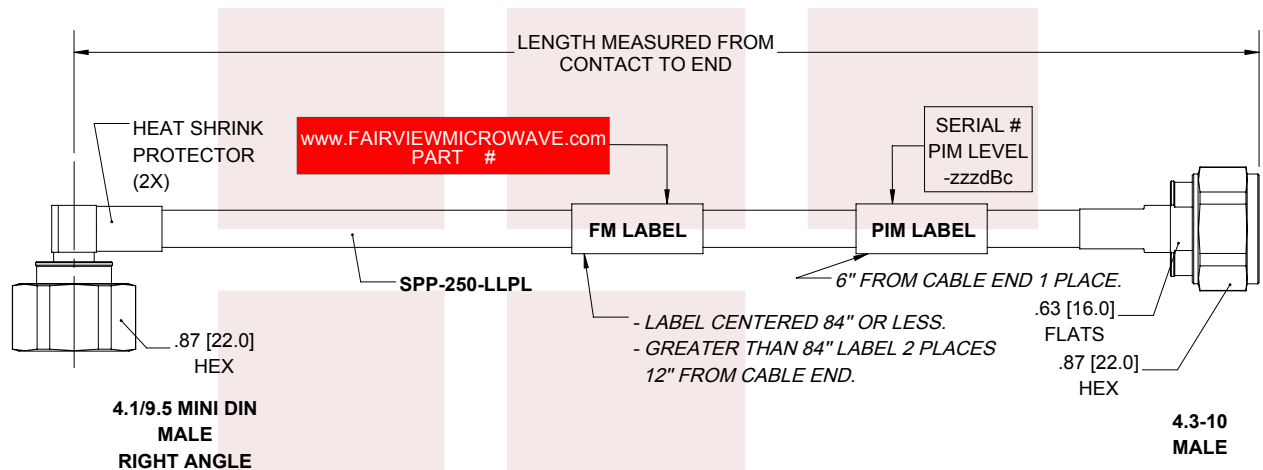 LENGTH MEASURED FROM
CONTACT TO END
HEAT SHRINK
PROTECTOR
(2X)
www.FAIRVIEWMICROWAVE.com
PART #
SERIAL #
PIM LEVEL
-zzzdBc
FM LABEL
PIM LABEL
SPP-250-LLPL
6" FROM CABLE END 1 PLACE.
- LABEL CENTERED 84" OR LESS.
- GREATER THAN 84" LABEL 2 PLACES
12" FROM CABLE END.
.63 [16.0]
FLATS
.87 [22.0]
HEX
.87 [22.0]
HEX
4.1/9.5 MINI DIN
MALE
RIGHT ANGLE
4.3-10
MALE